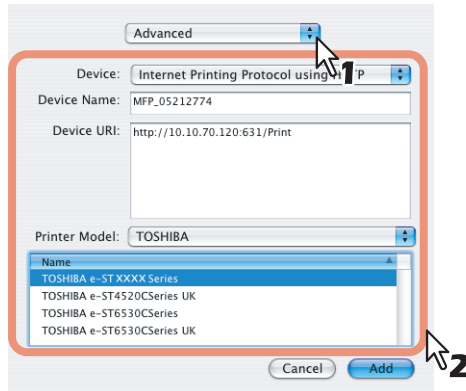 Advanced
1
Device: Internet Printing Protocol using HTTP
Device Name: MFP_05212774
Device URI: http://10.10.70.120:631/Print
Printer Model: TOSHIBA
Name
TOSHIBA e-ST XXXX Series
TOSHIBA e-ST4520CSeries UK
TOSHIBA e-ST6530CSeries
TOSHIBA e-ST6530CSeries UK
2
Cancel Add